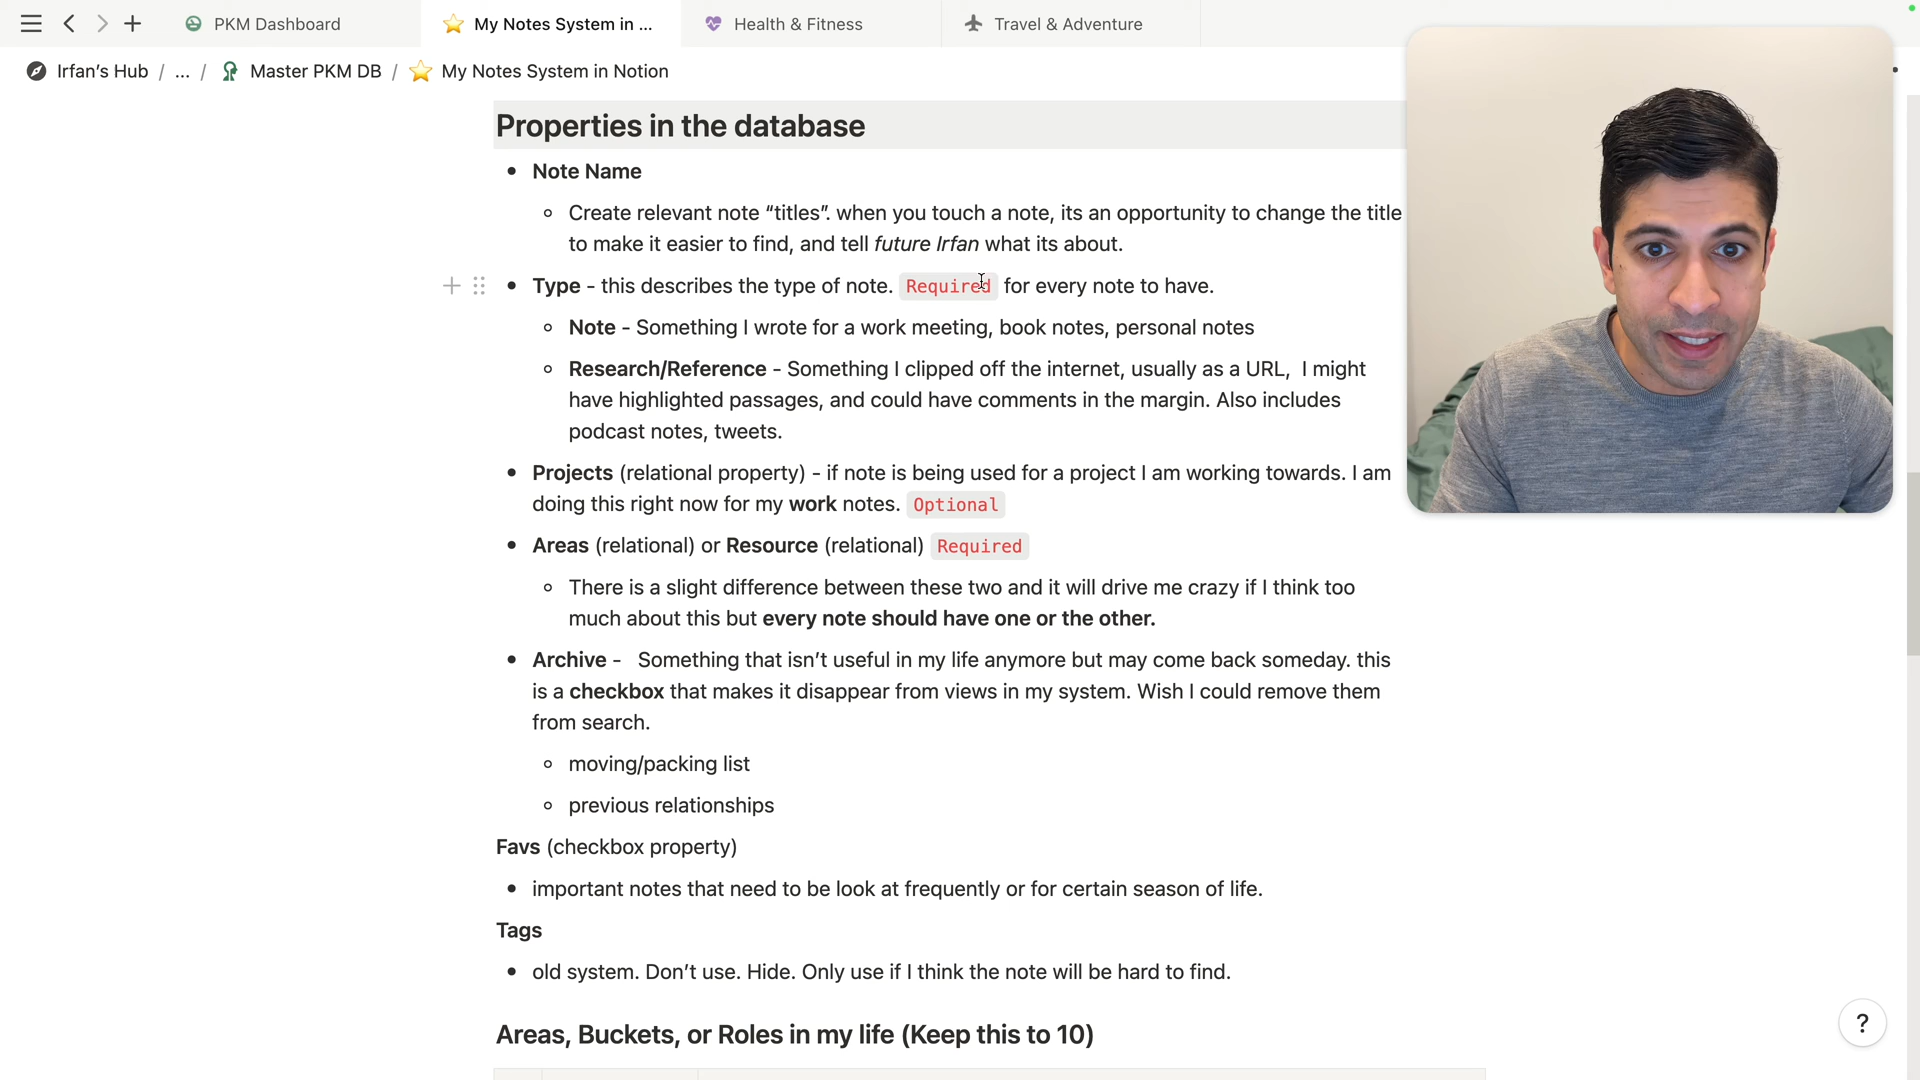 PKM Dashboard
My Notes System in ...
Health & Fitness
Travel & Adventure
Irfan's Hub / ... / Master PKM DB / My Notes System in Notion
Properties in the database
Note Name
Create relevant note “titles”. when you touch a note, its an opportunity to change the title
to make it easier to find, and tell future Irfan what its about.
Type - this describes the type of note. Required for every note to have.
Note - Something I wrote for a work meeting, book notes, personal notes
Research/Reference - Something I clipped off the internet, usually as a URL,  I might
have highlighted passages, and could have comments in the margin. Also includes
podcast notes, tweets.
Projects (relational property) - if note is being used for a project I am working towards. I am
doing this right now for my work notes. Optional
Areas (relational) or Resource (relational) Required
There is a slight difference between these two and it will drive me crazy if I think too
much about this but every note should have one or the other.
Archive -  Something that isn’t useful in my life anymore but may come back someday. this
is a checkbox that makes it disappear from views in my system. Wish I could remove them
from search.
moving/packing list
previous relationships
Favs (checkbox property)
important notes that need to be look at frequently or for certain season of life.
Tags
old system. Don’t use. Hide. Only use if I think the note will be hard to find.
Areas, Buckets, or Roles in my life (Keep this to 10)
?